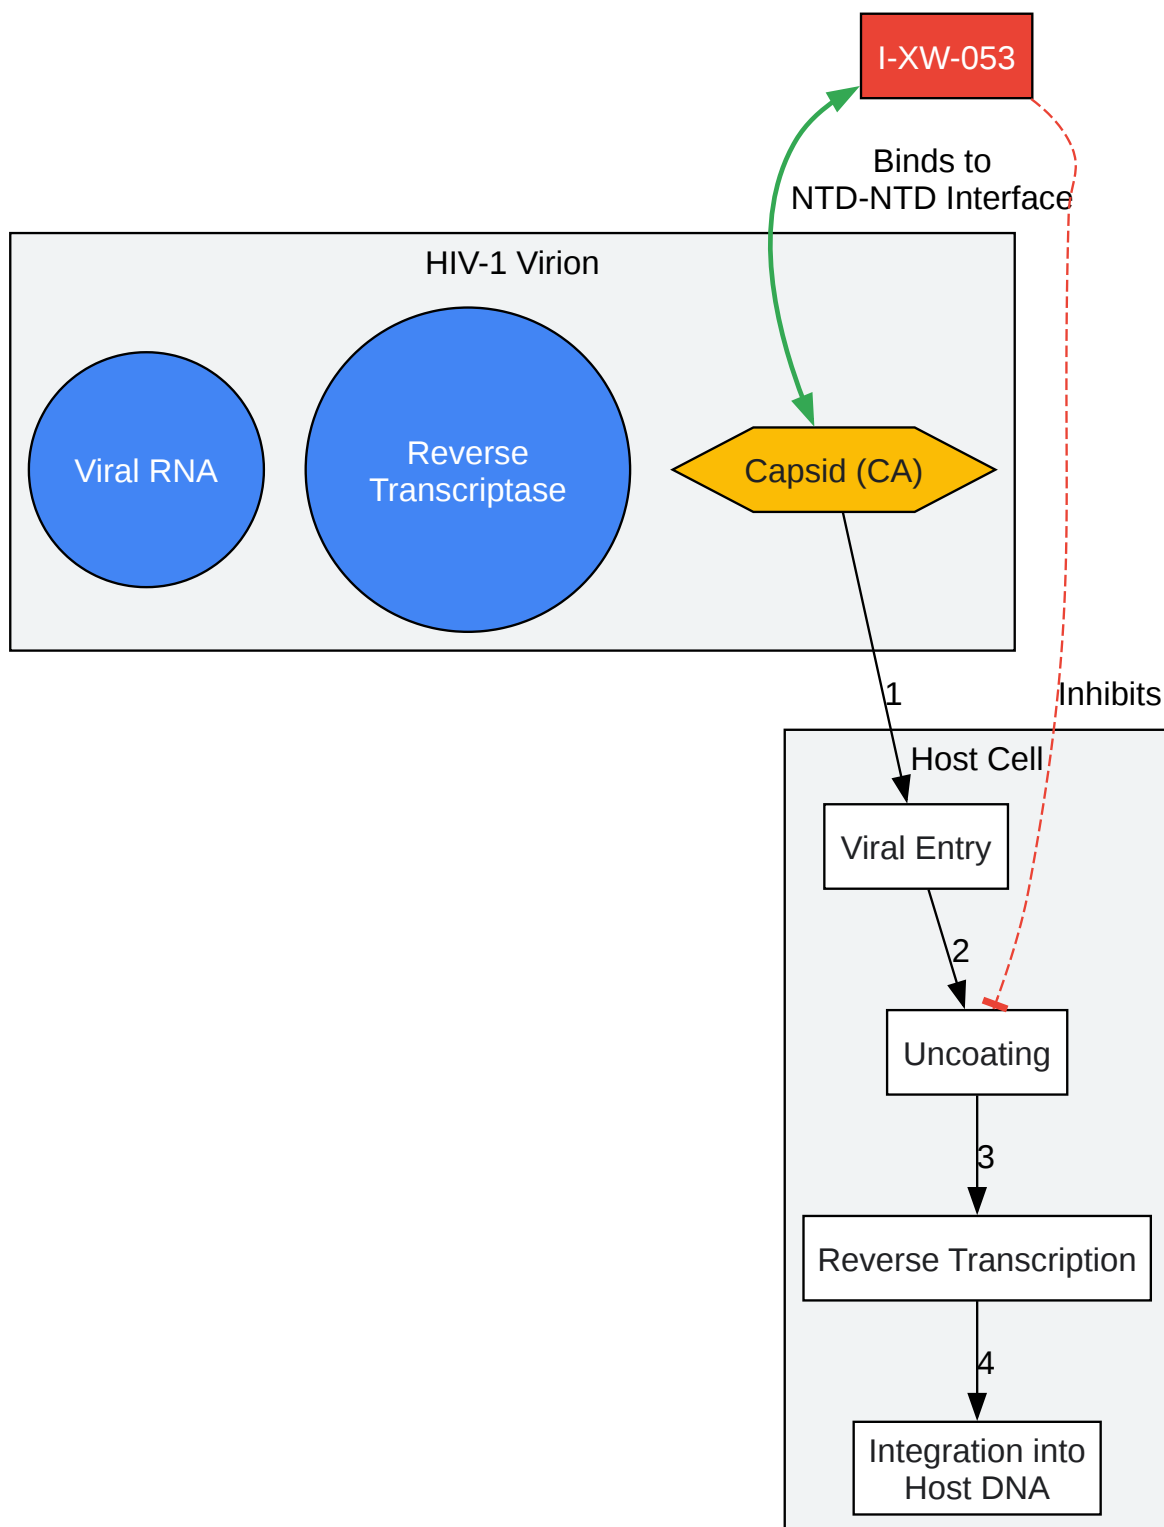 I-XW-053
Binds to
NTD-NTD Interface
HIV-1 Virion
Viral RNA
Reverse
Transcriptase
Capsid (CA)
1
Inhibits
Host Cell
Viral Entry
2
Uncoating
3
Reverse Transcription
4
Integration into
Host DNA